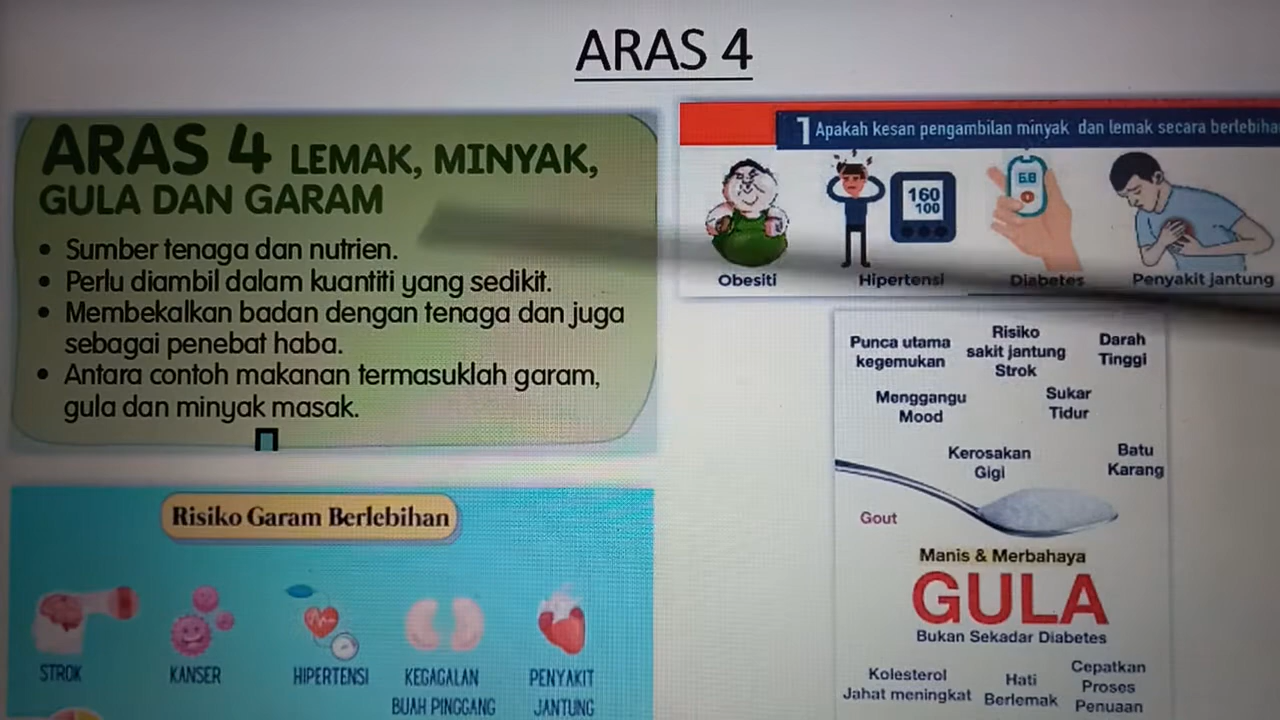 ARAS 4
ARAS 4 LEMAK, MINYAK,
GULA DAN GARAM
• Sumber tenaga dan nutrien.
• Perlu diambil dalam kuantiti yang sedikit.
• Membekalkan badan dengan tenaga dan juga
sebagai penebat haba.
• Antara contoh makanan termasuklah garam,
gula dan minyak masak.
1 Apakah kesan pengambilan minyak dan lemak secara berlebiha
160
100
6.8
Obesiti
Hipertensi
Diabetes
Penyakit jantung
Punca utama
kegemukan
Risiko
sakit jantung
Strok
Darah
Tinggi
Menggangu
Mood
Sukar
Tidur
Kerosakan
Gigi
Batu
Karang
Gout
Manis & Merbahaya
GULA
Bukan Sekadar Diabetes
Kolesterol
Jahat meningkat
Hati
Berlemak
Cepatkan
Proses
Penuaan
Risiko Garam Berlebihan
STROK
KANSER
HIPERTENSI
KEGAGALAN
BUAH PINGGANG
PENYAKIT
JANTUNG